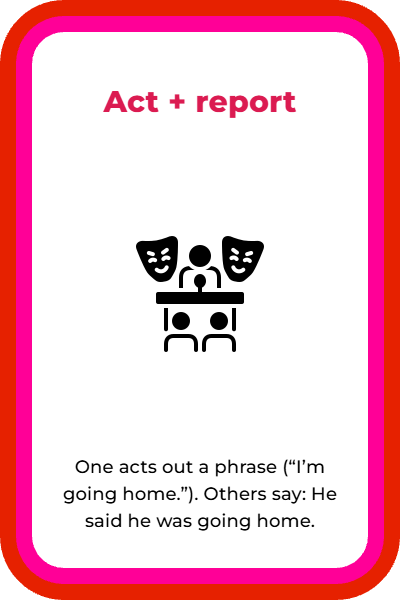 Act + report
One acts out a phrase (“I’m
going home.”). Others say: He
said he was going home.